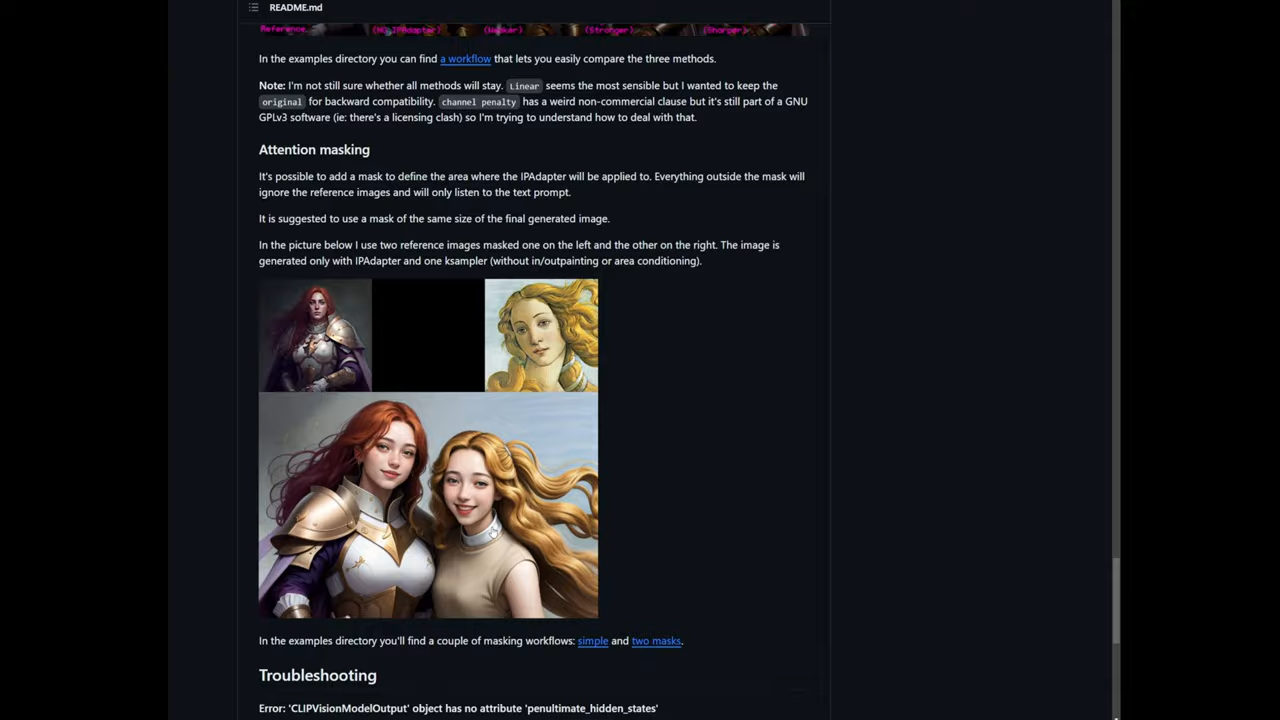 README.md
Reference (No IPAdapter) (Weaker) (Stronger) (Sharper)
In the examples directory you can find a workflow that lets you easily compare the three methods.
Note: I'm not still sure whether all methods will stay. Linear seems the most sensible but I wanted to keep the
original for backward compatibility. channel penalty has a weird non-commercial clause but it's still part of a GNU
GPLv3 software (ie: there's a licensing clash) so I'm trying to understand how to deal with that.
Attention masking
It's possible to add a mask to define the area where the IPAdapter will be applied to. Everything outside the mask will
ignore the reference images and will only listen to the text prompt.
It is suggested to use a mask of the same size of the final generated image.
In the picture below I use two reference images masked one on the left and the other on the right. The image is
generated only with IPAdapter and one ksampler (without in/outpainting or area conditioning).
In the examples directory you'll find a couple of masking workflows: simple and two masks.
Troubleshooting
Error: 'CLIPVisionModelOutput' object has no attribute 'penultimate_hidden_states'